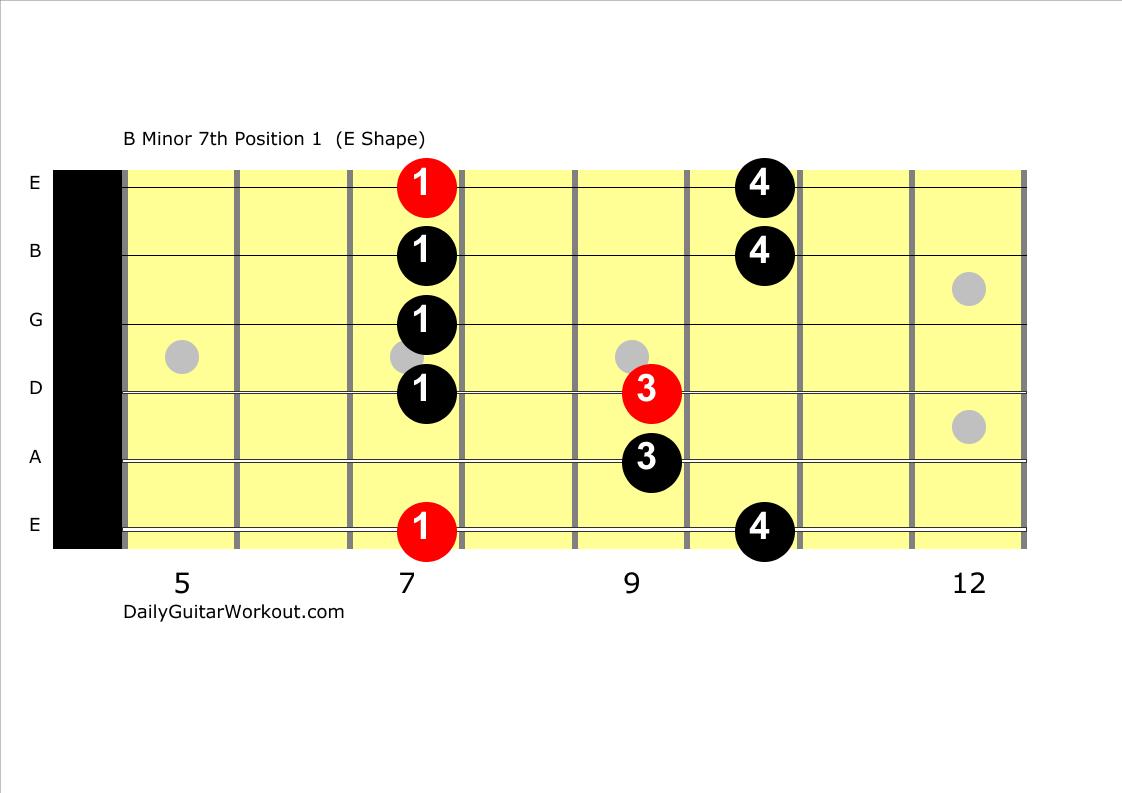 B Minor 7th Position 1 (E Shape)
E 1 4
B 1 4
G 1
D 1 3
A 3
E 1 4
5 7 9 12
DailyGuitarWorkout.com